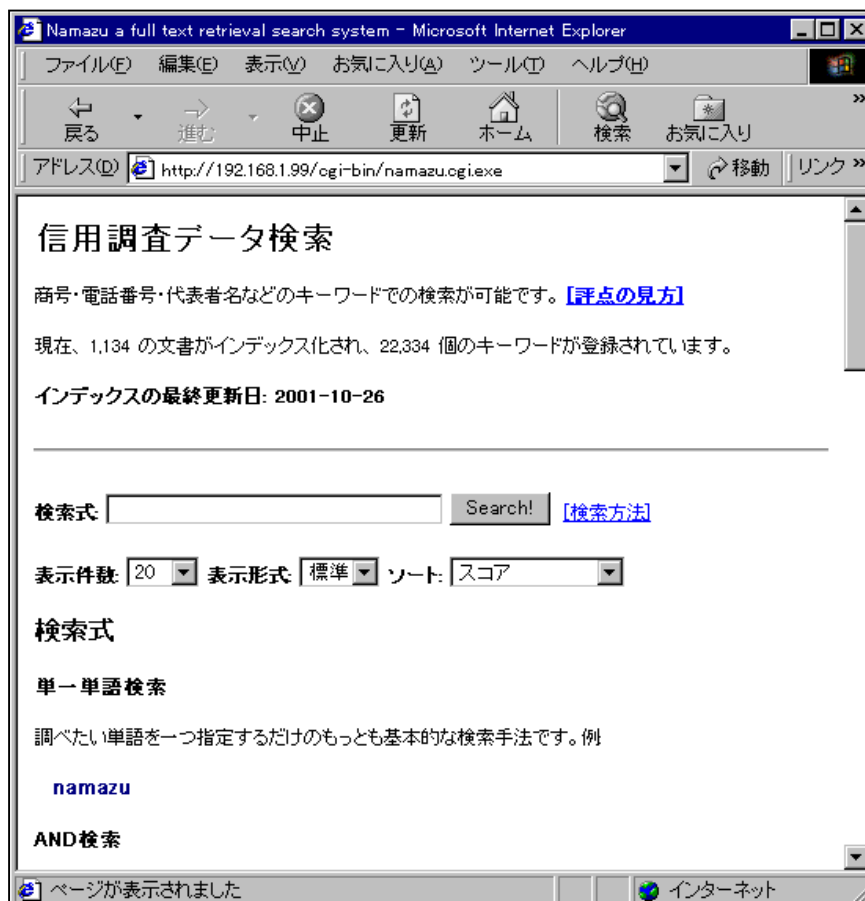 Namazu a full text retrieval search system - Microsoft Internet Explorer
ファイル(F) 編集(E) 表示(V) お気に入り(A) ツール(T) ヘルプ(H)
戻る 進む 中止 更新 ホーム 検索 お気に入り »
アドレス(D) http://192.168.1.99/cgi-bin/namazu.cgi.exe 移動 リンク »
信用調査データ検索
商号・電話番号・代表者名などのキーワードでの検索が可能です。[評点の見方]
現在、1,134 の文書がインデックス化され、22,334 個のキーワードが登録されています。
インデックスの最終更新日: 2001-10-26
検索式: Search! [検索方法]
表示件数: 20 表示形式: 標準 ソート: スコア
検索式
単一単語検索
調べたい単語を一つ指定するだけのもっとも基本的な検索手法です。例
namazu
AND検索
ページが表示されました インターネット